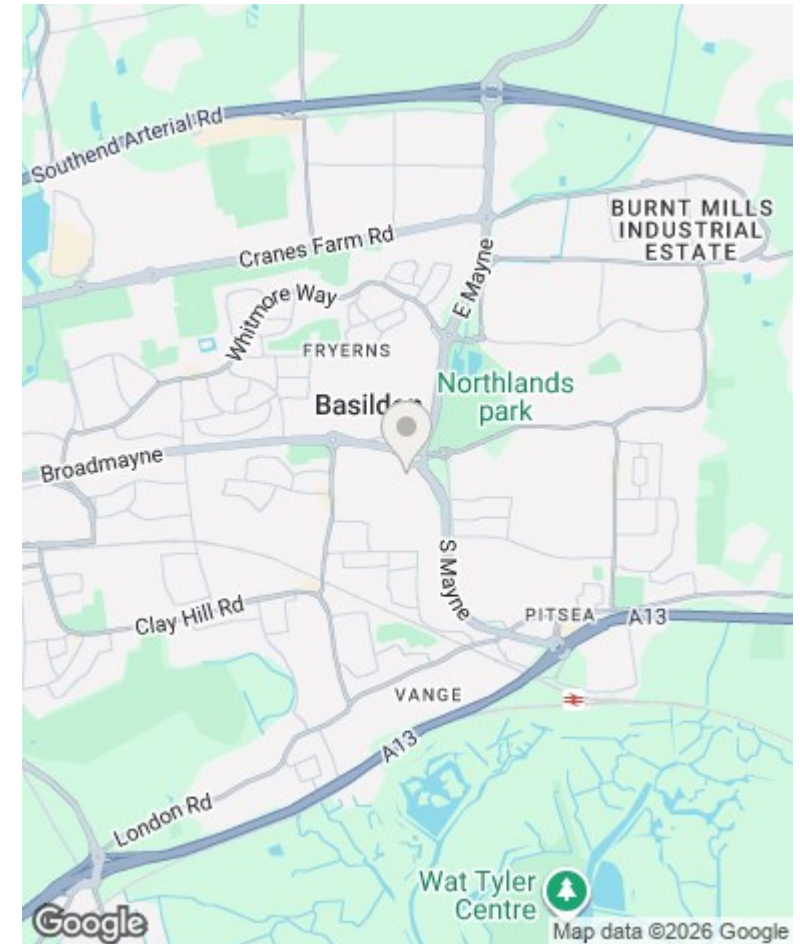 Southend Arterial Rd
BURNT MILLS
INDUSTRIAL
ESTATE
Cranes Farm Rd
E Mayne
Whitmore Way
FRYERNS
Northlands
park
Basildon
Broadmayne
S Mayne
Clay Hill Rd
PITSEA
A13
VANGE
A13
London Rd
Wat Tyler
Centre
Google
Map data ©2026 Google